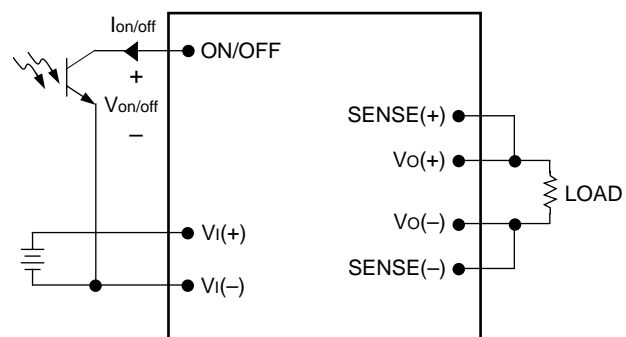 Ion/off
ON/OFF
+
Von/off
–
SENSE(+)
VO(+)
LOAD
VO(–)
VI(+)
SENSE(–)
VI(–)